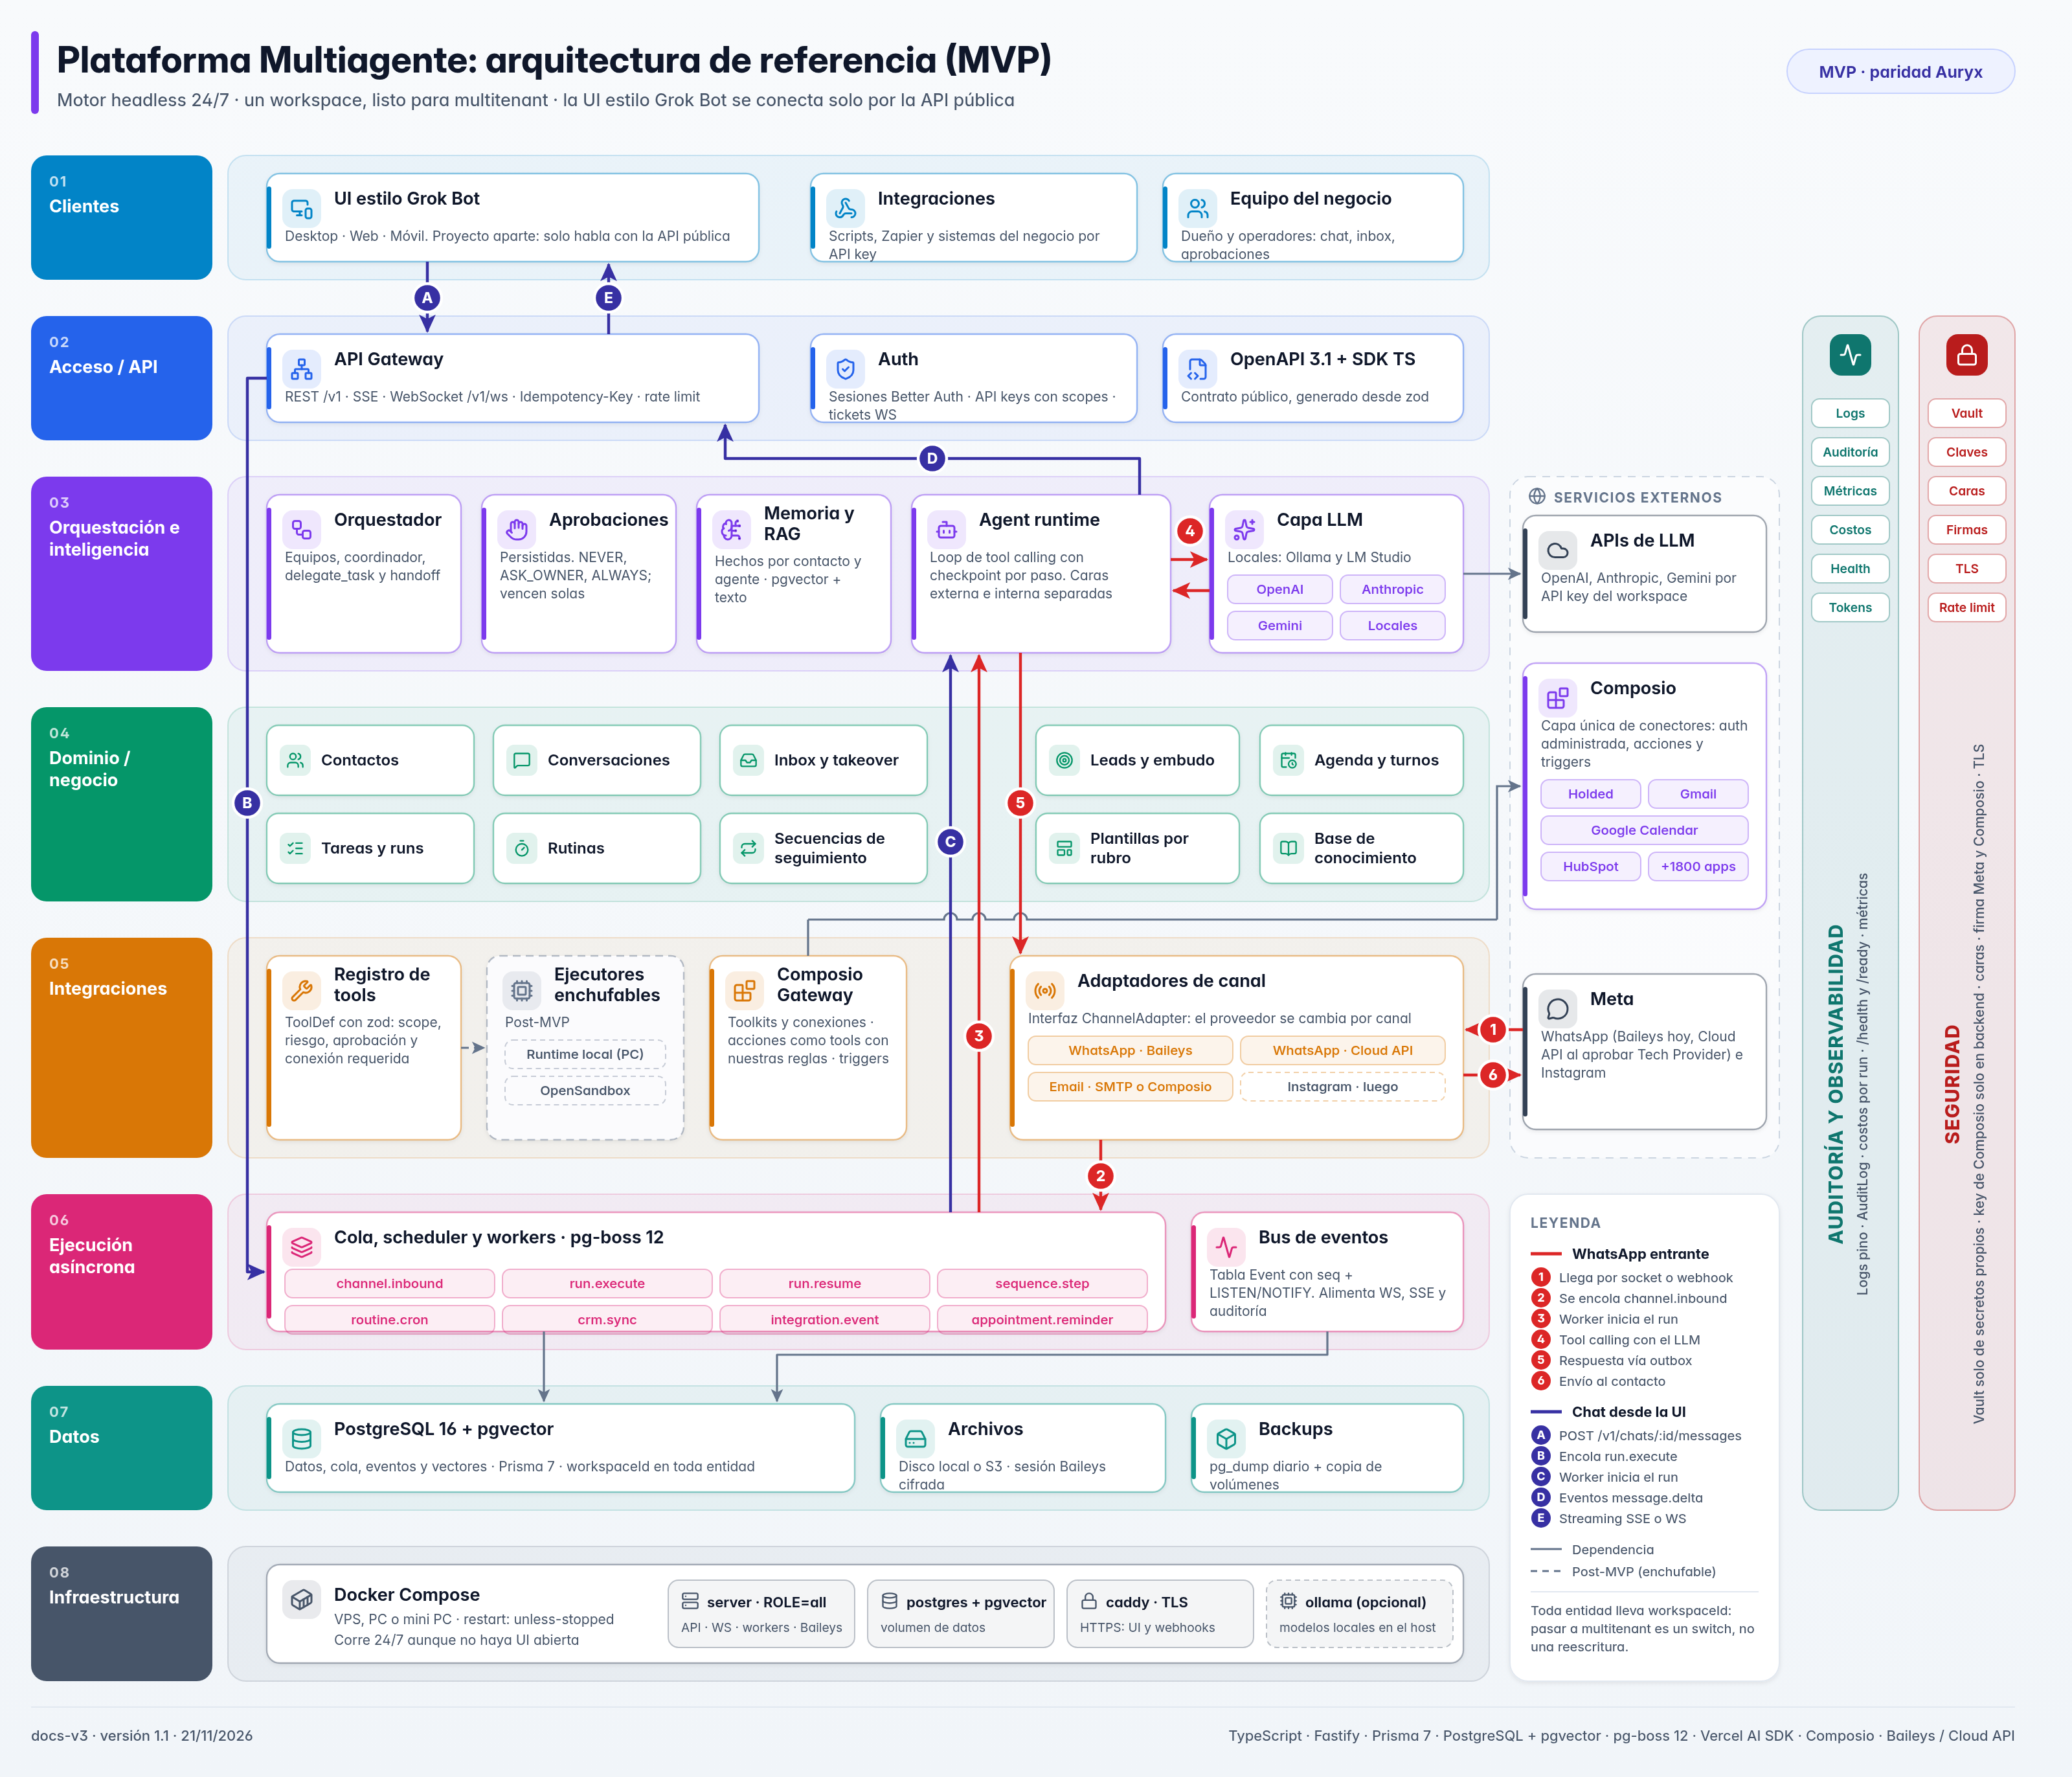 Plataforma Multiagente: arquitectura de referencia (MVP)
Motor headless 24/7 · un workspace, listo para multitenant · la UI estilo Grok Bot se conecta solo por la API pública
MVP · paridad Auryx
01
Clientes
UI estilo Grok Bot
Desktop · Web · Móvil. Proyecto aparte: solo habla con la API pública
Integraciones
Scripts, Zapier y sistemas del negocio por
API key
Equipo del negocio
Dueño y operadores: chat, inbox,
aprobaciones
A
E
02
Acceso / API
API Gateway
REST /v1 · SSE · WebSocket /v1/ws · Idempotency-Key · rate limit
Auth
Sesiones Better Auth · API keys con scopes ·
tickets WS
OpenAPI 3.1 + SDK TS
Contrato público, generado desde zod
D
03
Orquestación e
inteligencia
Orquestador
Equipos, coordinador,
delegate_task y handoff
Aprobaciones
Persistidas. NEVER,
ASK_OWNER, ALWAYS;
vencen solas
Memoria y
RAG
Hechos por contacto y
agente · pgvector +
texto
Agent runtime
Loop de tool calling con
checkpoint por paso. Caras
externa e interna separadas
4
Capa LLM
Locales: Ollama y LM Studio
OpenAI
Anthropic
Gemini
Locales
SERVICIOS EXTERNOS
APIs de LLM
OpenAI, Anthropic, Gemini por
API key del workspace
Composio
Capa única de conectores: auth
administrada, acciones y
triggers
Holded
Gmail
Google Calendar
HubSpot
+1800 apps
Meta
WhatsApp (Baileys hoy, Cloud
API al aprobar Tech Provider) e
Instagram
04
Dominio /
negocio
Contactos
Conversaciones
Inbox y takeover
Leads y embudo
Agenda y turnos
Tareas y runs
Rutinas
Secuencias de
seguimiento
Plantillas por
rubro
Base de
conocimiento
B
C
5
05
Integraciones
Registro de
tools
ToolDef con zod: scope,
riesgo, aprobación y
conexión requerida
Ejecutores
enchufables
Post-MVP
Runtime local (PC)
OpenSandbox
Composio
Gateway
Toolkits y conexiones ·
acciones como tools con
nuestras reglas · triggers
3
Adaptadores de canal
Interfaz ChannelAdapter: el proveedor se cambia por canal
WhatsApp · Baileys
WhatsApp · Cloud API
Email · SMTP o Composio
Instagram · luego
1
6
2
06
Ejecución
asíncrona
Cola, scheduler y workers · pg-boss 12
channel.inbound
run.execute
run.resume
sequence.step
routine.cron
crm.sync
integration.event
appointment.reminder
Bus de eventos
Tabla Event con seq +
LISTEN/NOTIFY. Alimenta WS, SSE y
auditoría
07
Datos
PostgreSQL 16 + pgvector
Datos, cola, eventos y vectores · Prisma 7 · workspaceId en toda entidad
Archivos
Disco local o S3 · sesión Baileys
cifrada
Backups
pg_dump diario + copia de
volúmenes
08
Infraestructura
Docker Compose
VPS, PC o mini PC · restart: unless-stopped
Corre 24/7 aunque no haya UI abierta
server · ROLE=all
API · WS · workers · Baileys
postgres + pgvector
volumen de datos
caddy · TLS
HTTPS: UI y webhooks
ollama (opcional)
modelos locales en el host
LEYENDA
WhatsApp entrante
1 Llega por socket o webhook
2 Se encola channel.inbound
3 Worker inicia el run
4 Tool calling con el LLM
5 Respuesta vía outbox
6 Envío al contacto
Chat desde la UI
A POST /v1/chats/:id/messages
B Encola run.execute
C Worker inicia el run
D Eventos message.delta
E Streaming SSE o WS
Dependencia
Post-MVP (enchufable)
Toda entidad lleva workspaceId:
pasar a multitenant es un switch, no
una reescritura.
Logs
Auditoría
Métricas
Costos
Health
Tokens
AUDITORÍA Y OBSERVABILIDAD
Logs pino · AuditLog · costos por run · /health y /ready · métricas
Vault
Claves
Caras
Firmas
TLS
Rate limit
SEGURIDAD
Vault solo de secretos propios · key de Composio solo en backend · caras · firma Meta y Composio · TLS
docs-v3 · versión 1.1 · 21/11/2026
TypeScript · Fastify · Prisma 7 · PostgreSQL + pgvector · pg-boss 12 · Vercel AI SDK · Composio · Baileys / Cloud API